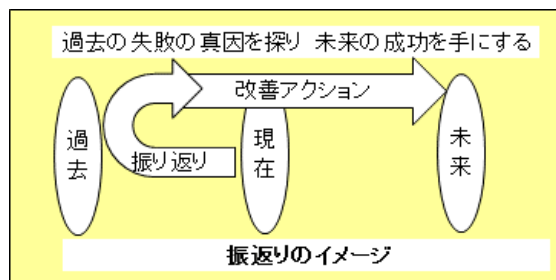 過去の失敗の真因を探り 未来の成功を手にする
改善アクション
過去
現在
未来
振り返り
振返りのイメージ